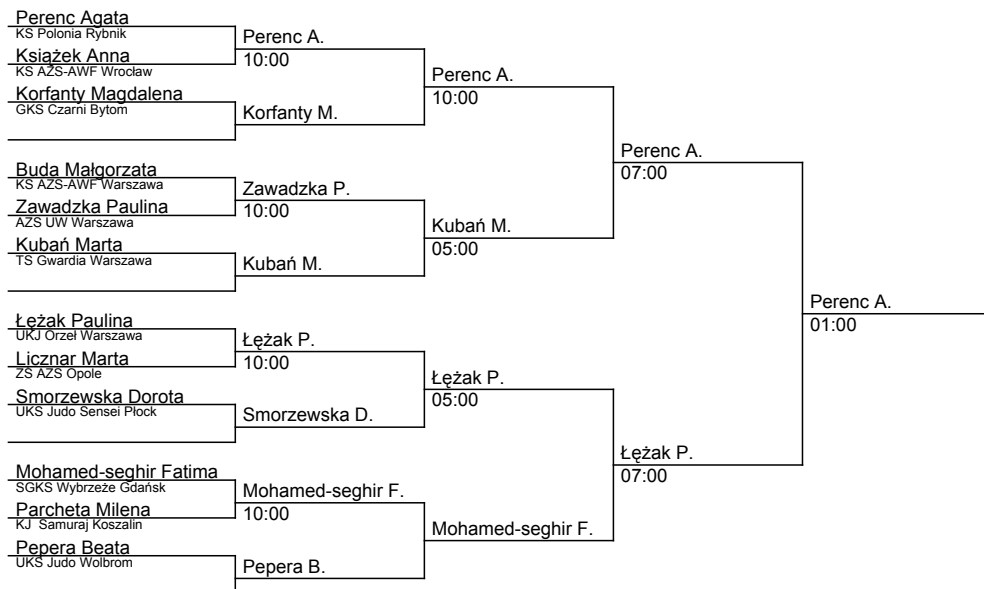 Perenc Agata
KS Polonia Rybnik
Książek Anna
KS AZS-AWF Wrocław
Korfanty Magdalena
GKS Czarni Bytom
Buda Małgorzata
KS AZS-AWF Warszawa
Zawadzka Paulina
AZS UW Warszawa
Kubań Marta
TS Gwardia Warszawa
Łężak Paulina
UKJ Orzeł Warszawa
Licznar Marta
ZS AZS Opole
Smorzewska Dorota
UKS Judo Sensei Płock
Mohamed-seghir Fatima
SGKS Wybrzeże Gdańsk
Parcheta Milena
KJ Samuraj Koszalin
Pepera Beata
UKS Judo Wolbrom
Perenc A.
10:00
Korfanty M.
Zawadzka P.
10:00
Kubań M.
Łężak P.
10:00
Smorzewska D.
Mohamed-seghir F.
10:00
Pepera B.
Perenc A.
10:00
Kubań M.
05:00
Łężak P.
05:00
Mohamed-seghir F.
Perenc A.
07:00
Łężak P.
07:00
Perenc A.
01:00